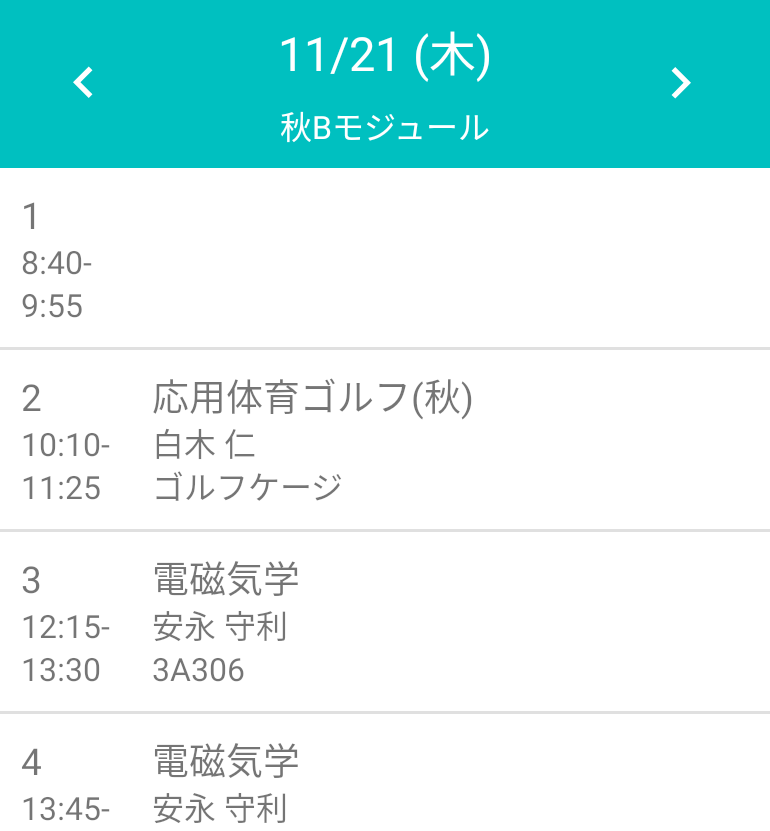 11/21 (木)
秋Bモジュール
1
8:40-
9:55
2 応用体育ゴルフ(秋)
10:10- 白木 仁
11:25 ゴルフケージ
3 電磁気学
12:15- 安永 守利
13:30 3A306
4 電磁気学
13:45- 安永 守利